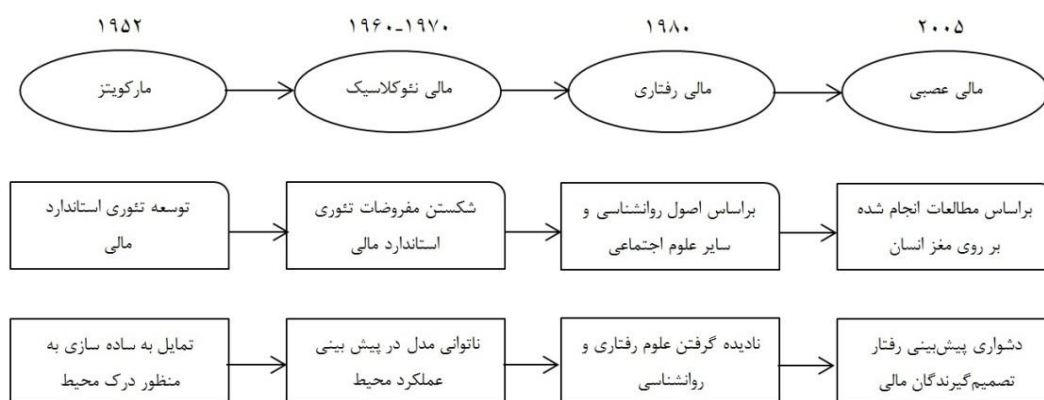 ۱۹۵۲
۱۹۶۰-۱۹۷۰
۱۹۸۰
۲۰۰۵
مارکویتز
مالی نئوکلاسیک
مالی رفتاری
مالی عصبی
توسعه تئوری استاندارد
مالی
شکستن مفروضات تئوری
استاندارد مالی
براساس اصول روانشناسی و
سایر علوم اجتماعی
براساس مطالعات انجام شده
بر روی مغز انسان
تمایل به ساده سازی به
منظور درک محیط
ناتوانی مدل در پیش بینی
عملکرد محیط
نادیده گرفتن علوم رفتاری و
روانشناسی
دشواری پیش‌بینی رفتار
تصمیم‌گیرندگان مالی